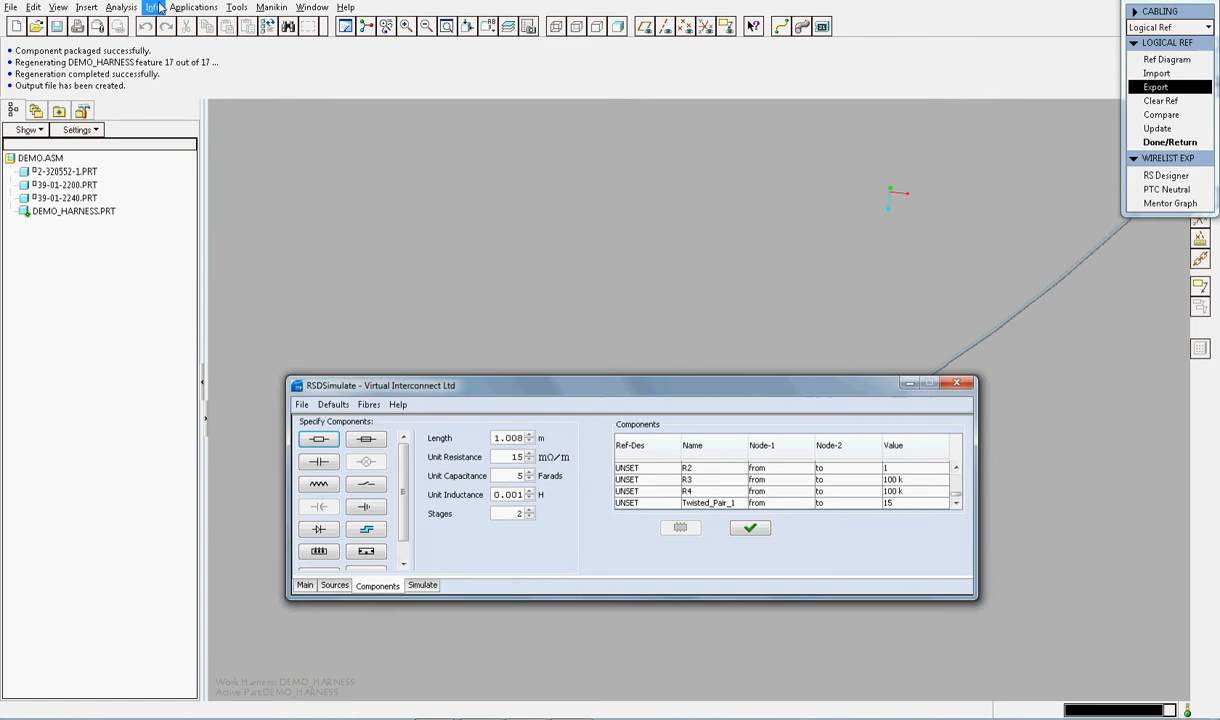 File Edit View Insert Analysis Info Applications Tools Manikin Window Help
Component packaged successfully.
Regenerating DEMO_HARNESS feature 17 out of 17 ...
Regeneration completed successfully.
Output file has been created.
Show Settings
DEMO.ASM
2-320552-1.PRT
39-01-2200.PRT
39-01-2240.PRT
DEMO_HARNESS.PRT
CABLING
Logical Ref
LOGICAL REF
Ref Diagram
Import
Export
Clear Ref
Compare
Update
Done/Return
WIRELIST EXP
RS Designer
PTC Neutral
Mentor Graph
RSDSimulate - Virtual Interconnect Ltd
File Defaults Fibres Help
Specify Components:
Length 1.008 m
Unit Resistance 15 mΩ/m
Unit Capacitance 5 Farads
Unit Inductance 0.001 H
Stages 2
Components
Ref-Des Name Node-1 Node-2 Value
UNSET R2 from to 1
UNSET R3 from to 100 k
UNSET R4 from to 100 k
UNSET Twisted_Pair_1 from to 15
Main Sources Components Simulate
Work Harness: DEMO_HARNESS
Active Part:DEMO_HARNESS